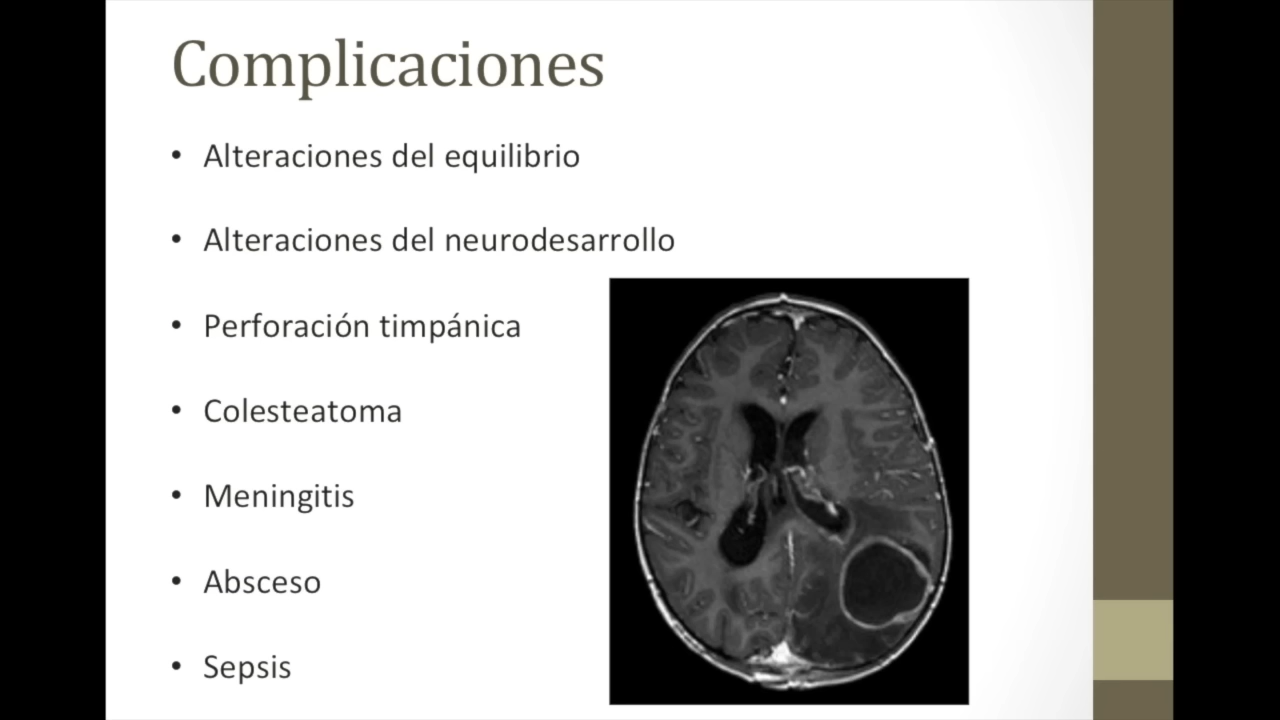 Complicaciones
• Alteraciones del equilibrio
• Alteraciones del neurodesarrollo
• Perforación timpánica
• Colesteatoma
• Meningitis
• Absceso
• Sepsis